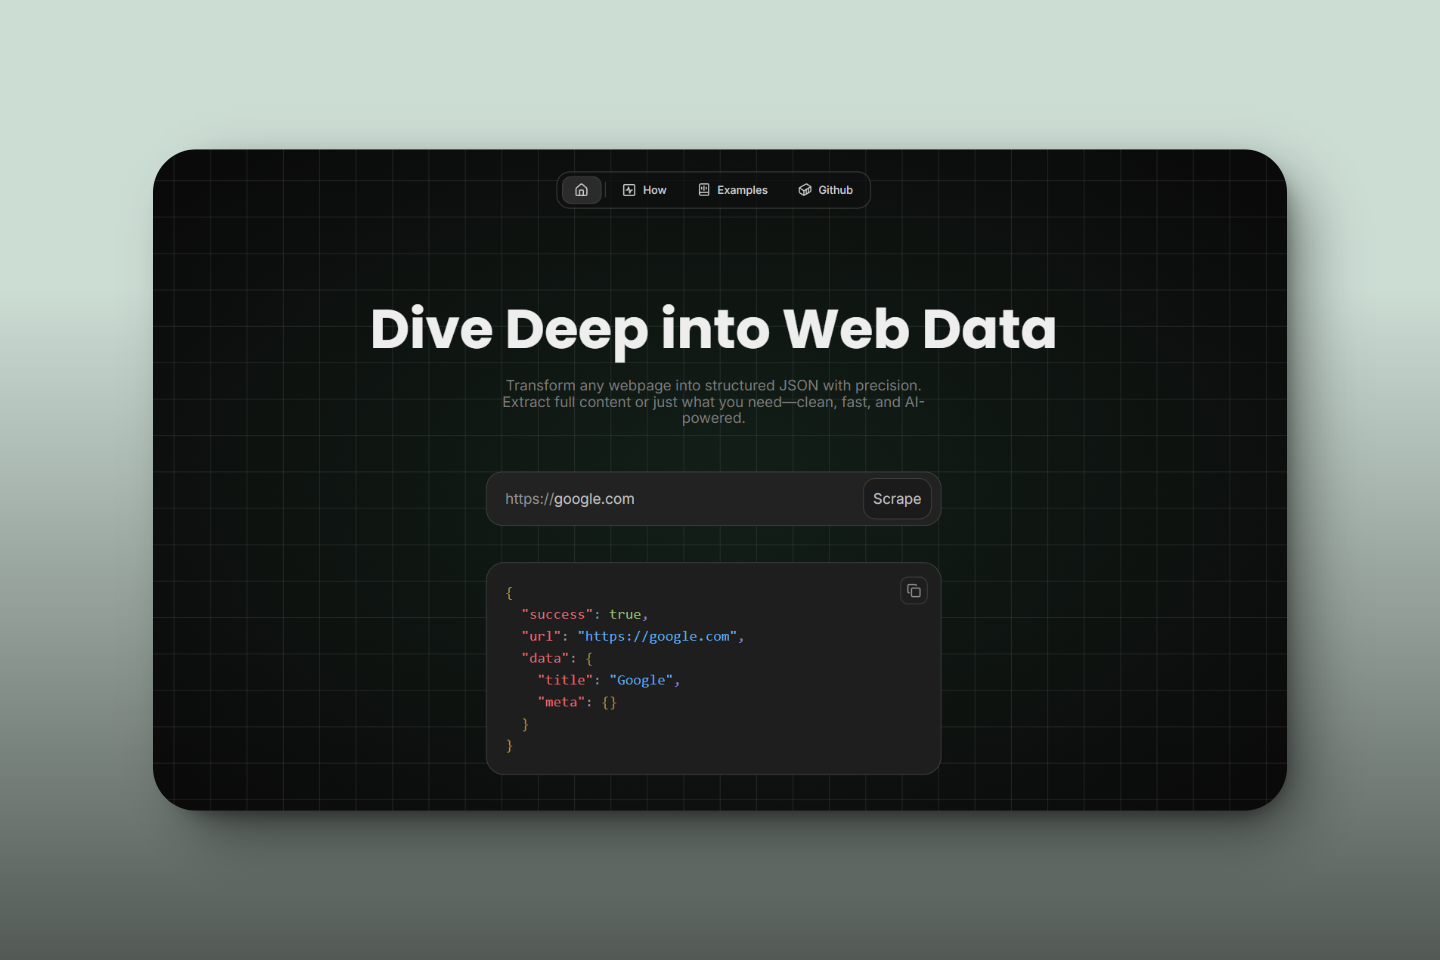 How Examples Github
Dive Deep into Web Data
Transform any webpage into structured JSON with precision.
Extract full content or just what you need—clean, fast, and AI-
powered.
https://google.com Scrape
{
"success": true,
"url": "https://google.com",
"data": {
"title": "Google",
"meta": {}
}
}